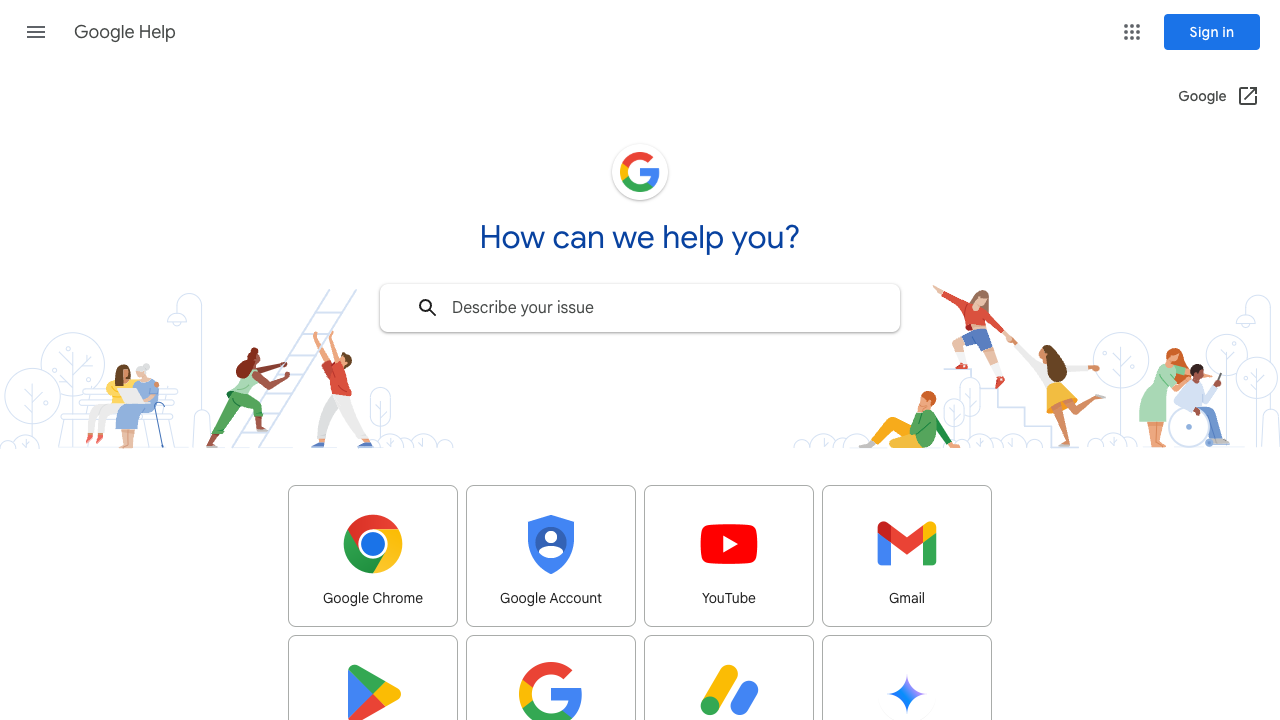 Google Help
Sign in
Google
How can we help you?
Describe your issue
Google Chrome
Google Account
YouTube
Gmail